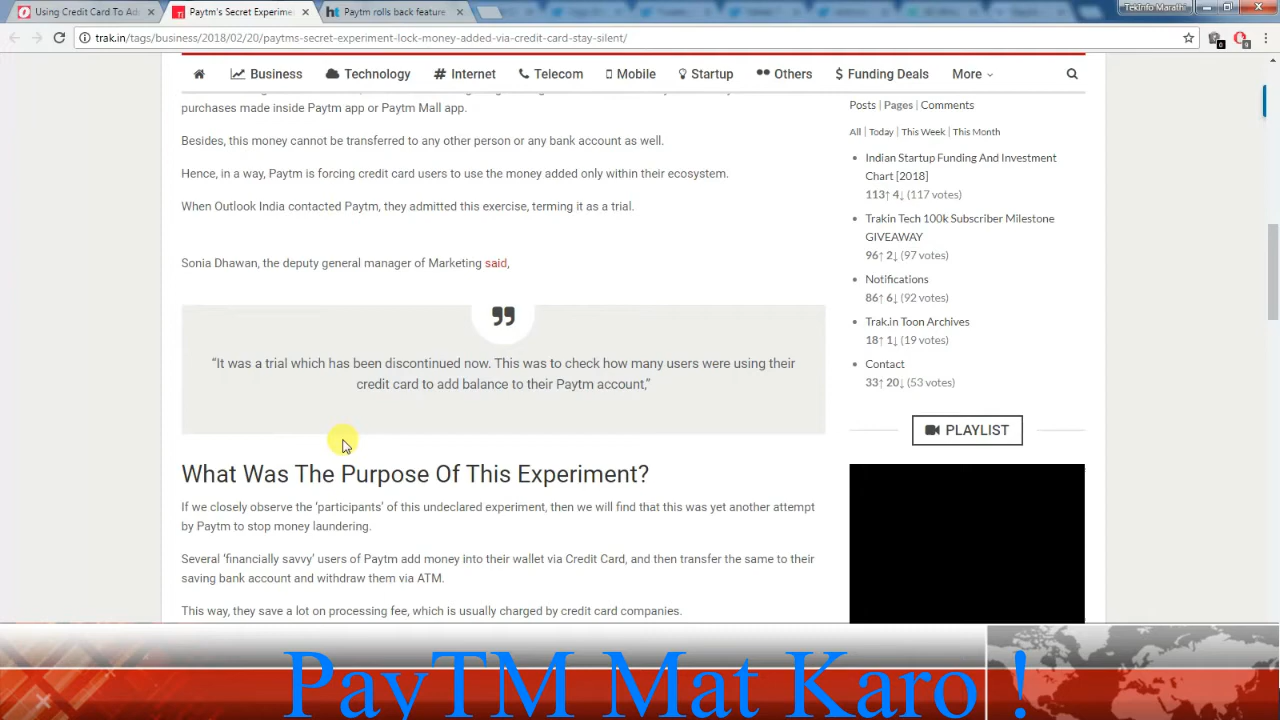 Using Credit Card To Ad
Paytm's Secret Experime
Paytm rolls back feature
TekInfo Marathi
trak.in/tags/business/2018/02/20/paytms-secret-experiment-lock-money-added-via-credit-card-stay-silent/
Business
Technology
Internet
Telecom
Mobile
Startup
Others
Funding Deals
More
purchases made inside Paytm app or Paytm Mall app.
Besides, this money cannot be transferred to any other person or any bank account as well.
Hence, in a way, Paytm is forcing credit card users to use the money added only within their ecosystem.
When Outlook India contacted Paytm, they admitted this exercise, terming it as a trial.
Sonia Dhawan, the deputy general manager of Marketing said,
“It was a trial which has been discontinued now. This was to check how many users were using their
credit card to add balance to their Paytm account,”
What Was The Purpose Of This Experiment?
If we closely observe the ‘participants’ of this undeclared experiment, then we will find that this was yet another attempt
by Paytm to stop money laundering.
Several ‘financially savvy’ users of Paytm add money into their wallet via Credit Card, and then transfer the same to their
saving bank account and withdraw them via ATM.
This way, they save a lot on processing fee, which is usually charged by credit card companies.
Posts | Pages | Comments
All | Today | This Week | This Month
Indian Startup Funding And Investment
Chart [2018]
113↑ 4↓ (117 votes)
Trakin Tech 100k Subscriber Milestone
GIVEAWAY
96↑ 2↓ (97 votes)
Notifications
86↑ 6↓ (92 votes)
Trak.in Toon Archives
18↑ 1↓ (19 votes)
Contact
33↑ 20↓ (53 votes)
PLAYLIST
PayTM Mat Karo !